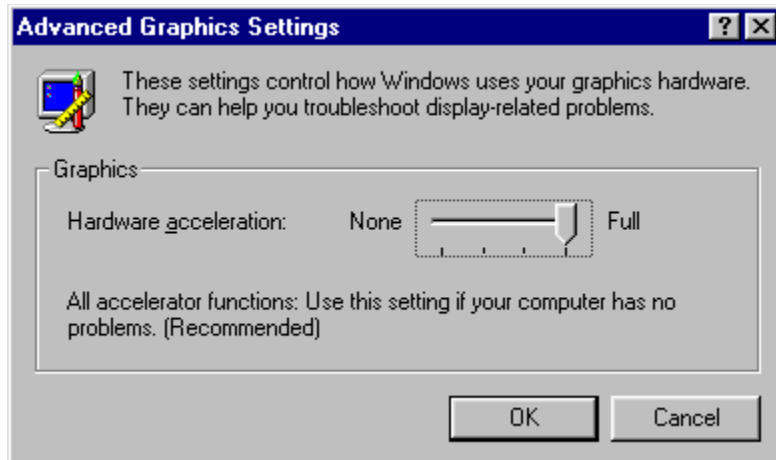 Advanced Graphics Settings
These settings control how Windows uses your graphics hardware.
They can help you troubleshoot display-related problems.
Graphics
Hardware acceleration: None Full
All accelerator functions: Use this setting if your computer has no
problems. (Recommended)
OK Cancel